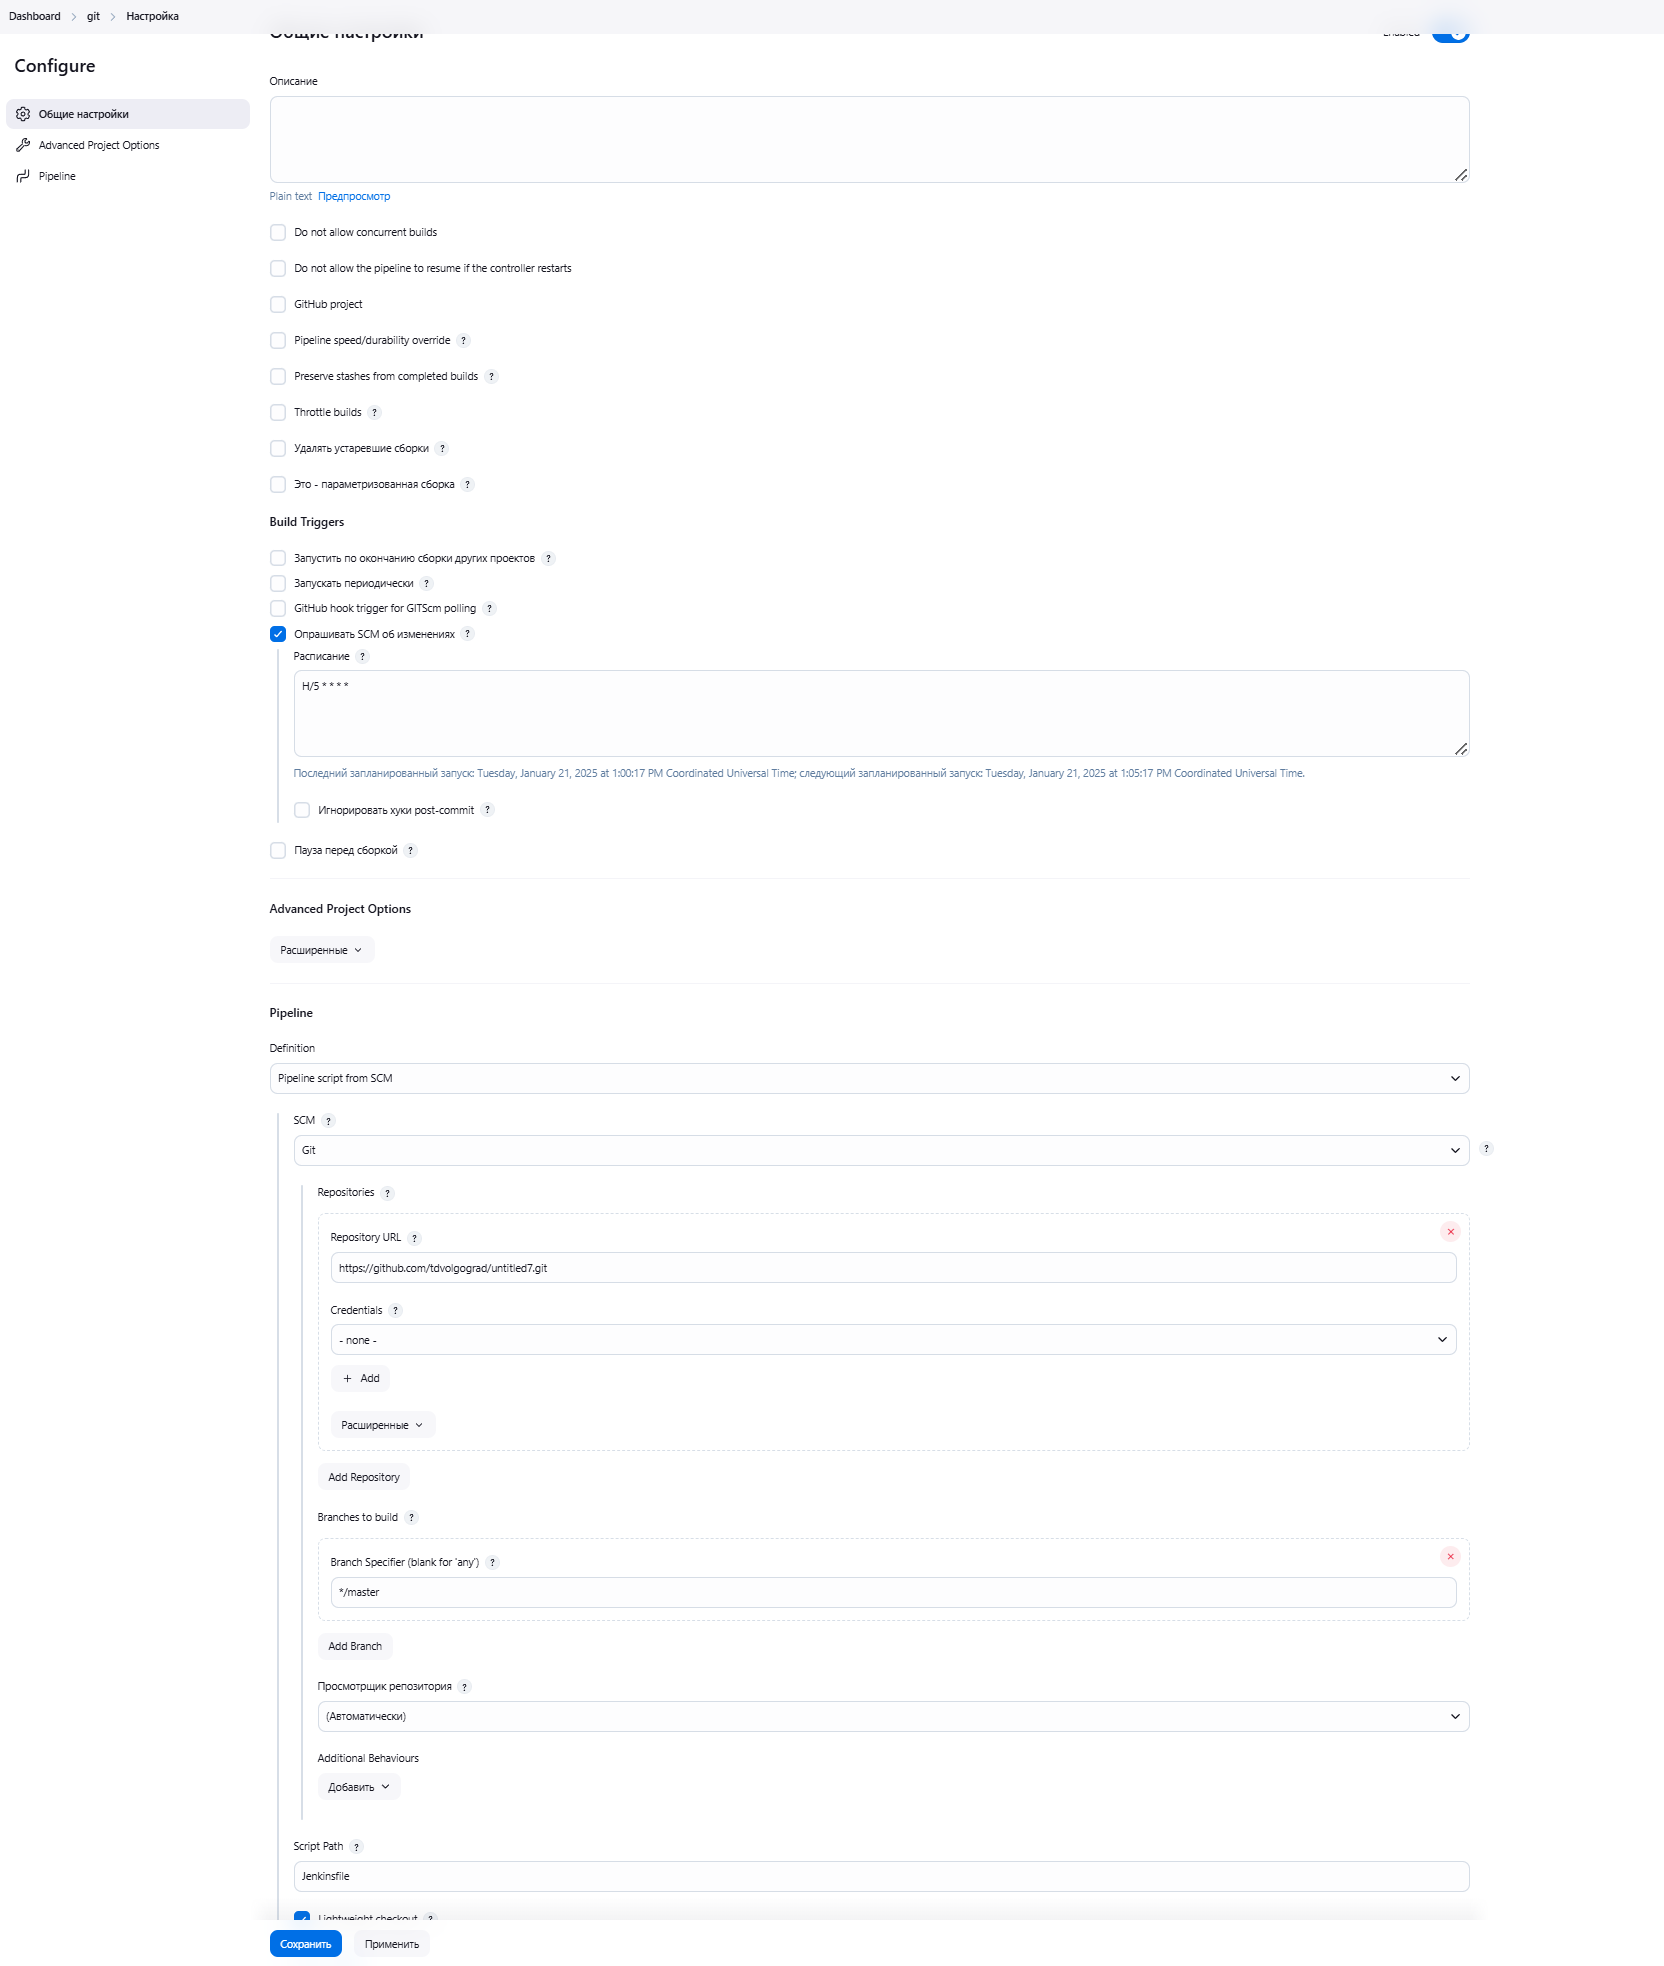 Dashboard > git > Настройка
Общие настройки
Enabled
Configure
Общие настройки
Advanced Project Options
Pipeline
Описание
Plain text Предпросмотр
Do not allow concurrent builds
Do not allow the pipeline to resume if the controller restarts
GitHub project
Pipeline speed/durability override ?
Preserve stashes from completed builds ?
Throttle builds ?
Удалять устаревшие сборки ?
Это - параметризованная сборка ?
Build Triggers
Запустить по окончанию сборки других проектов ?
Запускать периодически ?
GitHub hook trigger for GITScm polling ?
Опрашивать SCM об изменениях ?
Расписание ?
H/5 * * * *
Последний запланированный запуск: Tuesday, January 21, 2025 at 1:00:17 PM Coordinated Universal Time; следующий запланированный запуск: Tuesday, January 21, 2025 at 1:05:17 PM Coordinated Universal Time.
Игнорировать хуки post-commit ?
Пауза перед сборкой ?
Advanced Project Options
Расширенные
Pipeline
Definition
Pipeline script from SCM
SCM ?
Git
?
Repositories ?
Repository URL ?
https://github.com/tdvolgograd/untitled7.git
Credentials ?
- none -
+ Add
Расширенные
Add Repository
Branches to build ?
Branch Specifier (blank for 'any') ?
*/master
Add Branch
Просмотрщик репозитория ?
(Автоматически)
Additional Behaviours
Добавить
Script Path ?
Jenkinsfile
Lightweight checkout ?
Сохранить
Применить